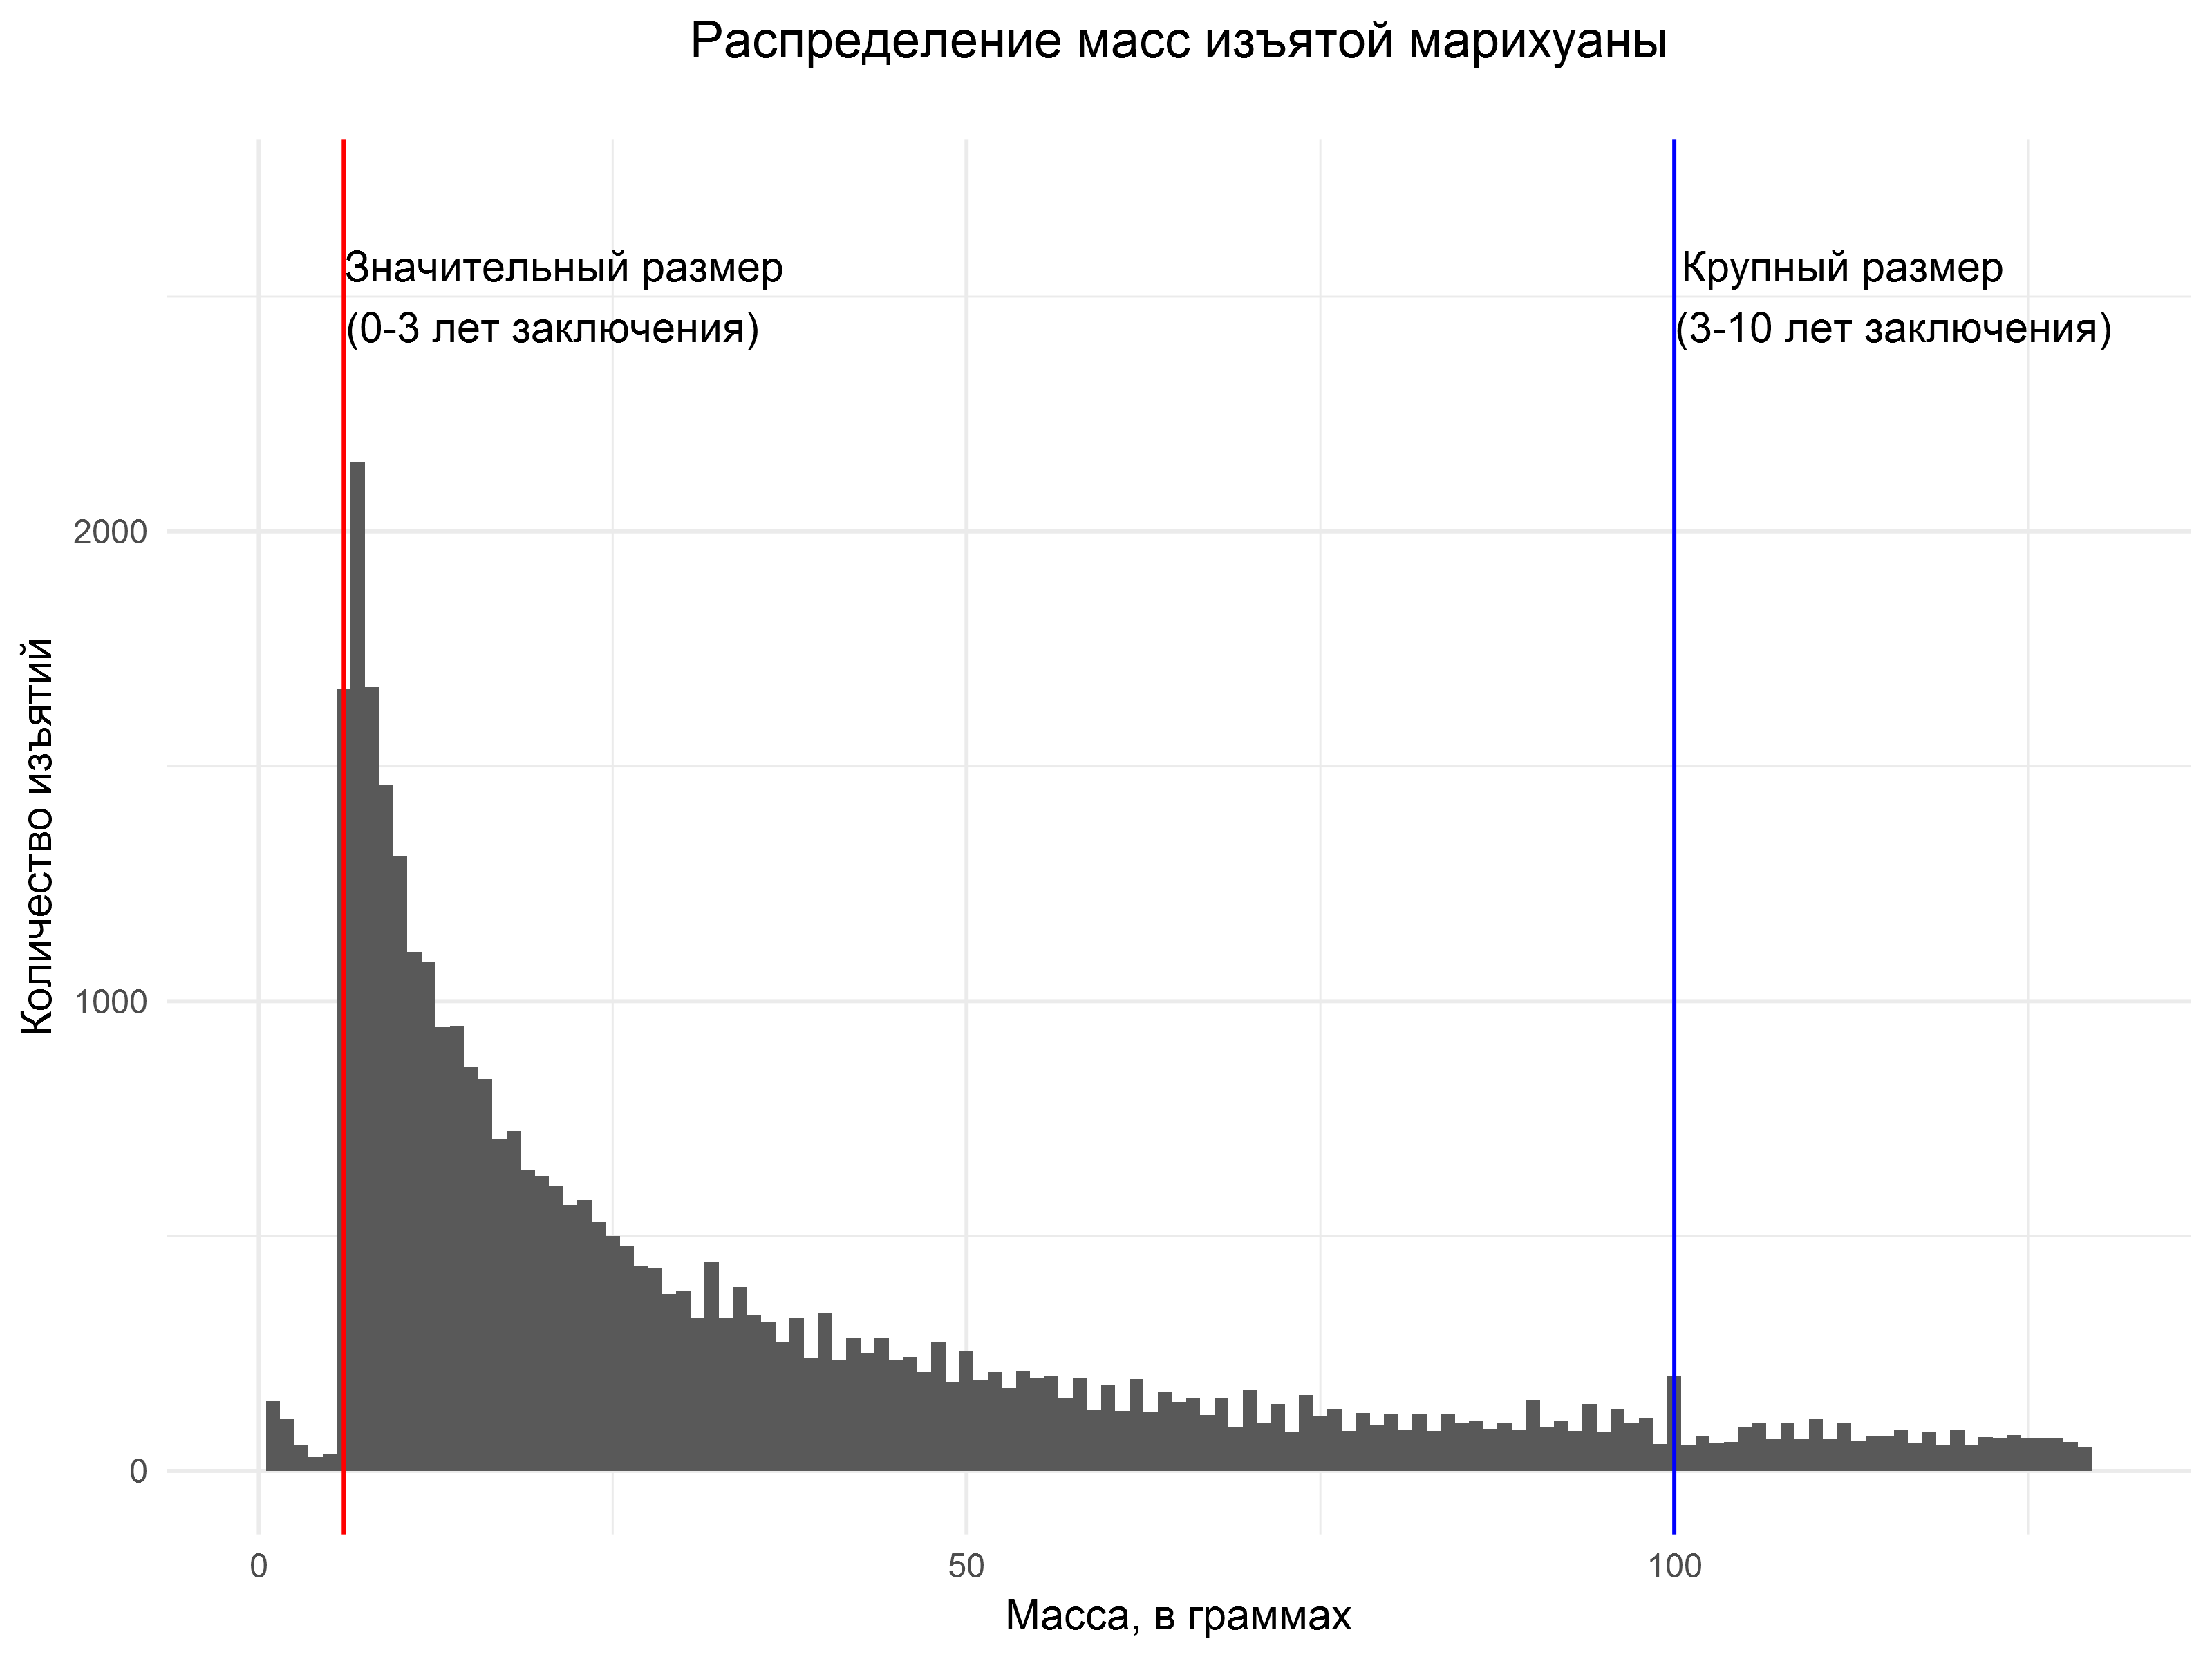 Распределение масс изъятой марихуаны
Значительный размер
(0-3 лет заключения)
Крупный размер
(3-10 лет заключения)
Количество изъятий
2000
1000
0
0
50
100
Масса, в граммах